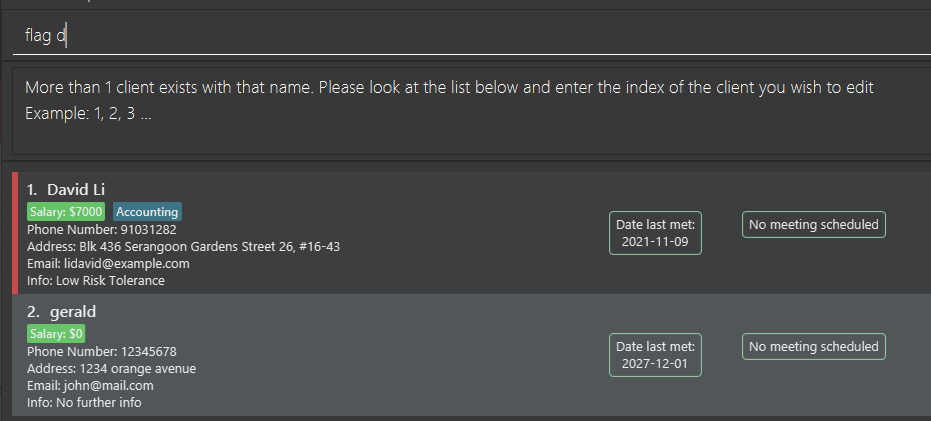 flag d
More than 1 client exists with that name. Please look at the list below and enter the index of the client you wish to edit
Example: 1, 2, 3 ...
1. David Li
Salary: $7000 Accounting
Phone Number: 91031282
Address: Blk 436 Serangoon Gardens Street 26, #16-43
Email: lidavid@example.com
Info: Low Risk Tolerance
Date last met:
2021-11-09
No meeting scheduled
2. gerald
Salary: $0
Phone Number: 12345678
Address: 1234 orange avenue
Email: john@mail.com
Info: No further info
Date last met:
2027-12-01
No meeting scheduled